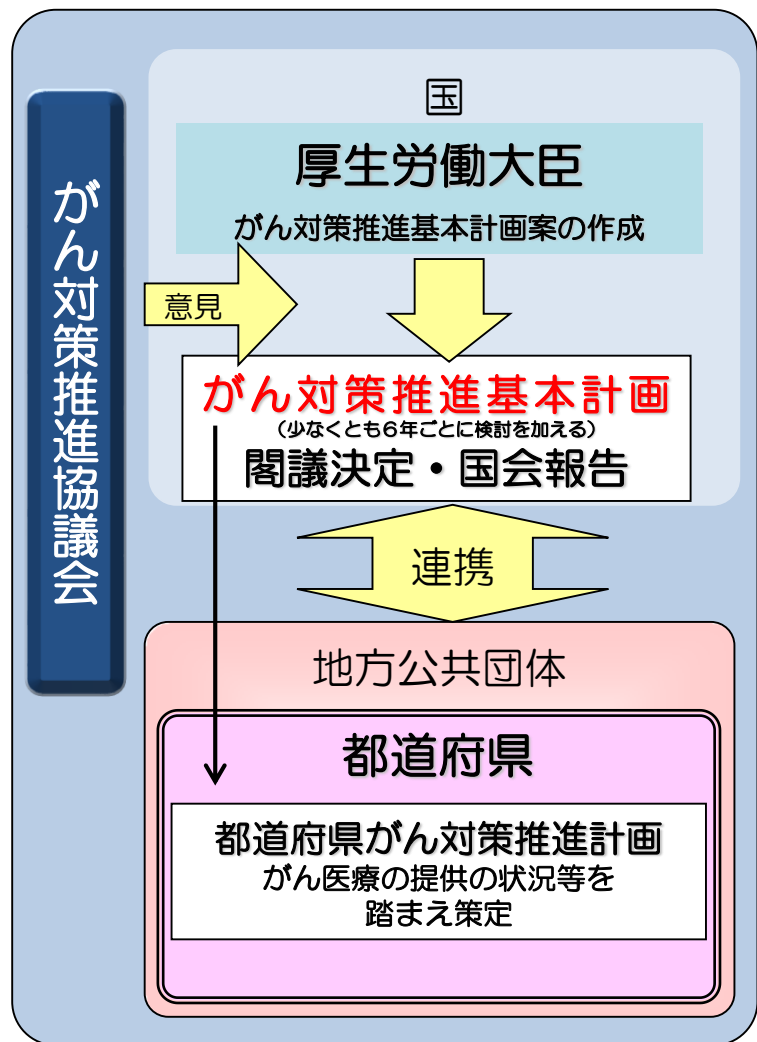 がん対策推進協議会
国
厚生労働大臣
がん対策推進基本計画案の作成
意見
がん対策推進基本計画
（少なくとも６年ごとに検討を加える）
閣議決定・国会報告
連携
地方公共団体
都道府県
都道府県がん対策推進計画
がん医療の提供の状況等を
踏まえ策定